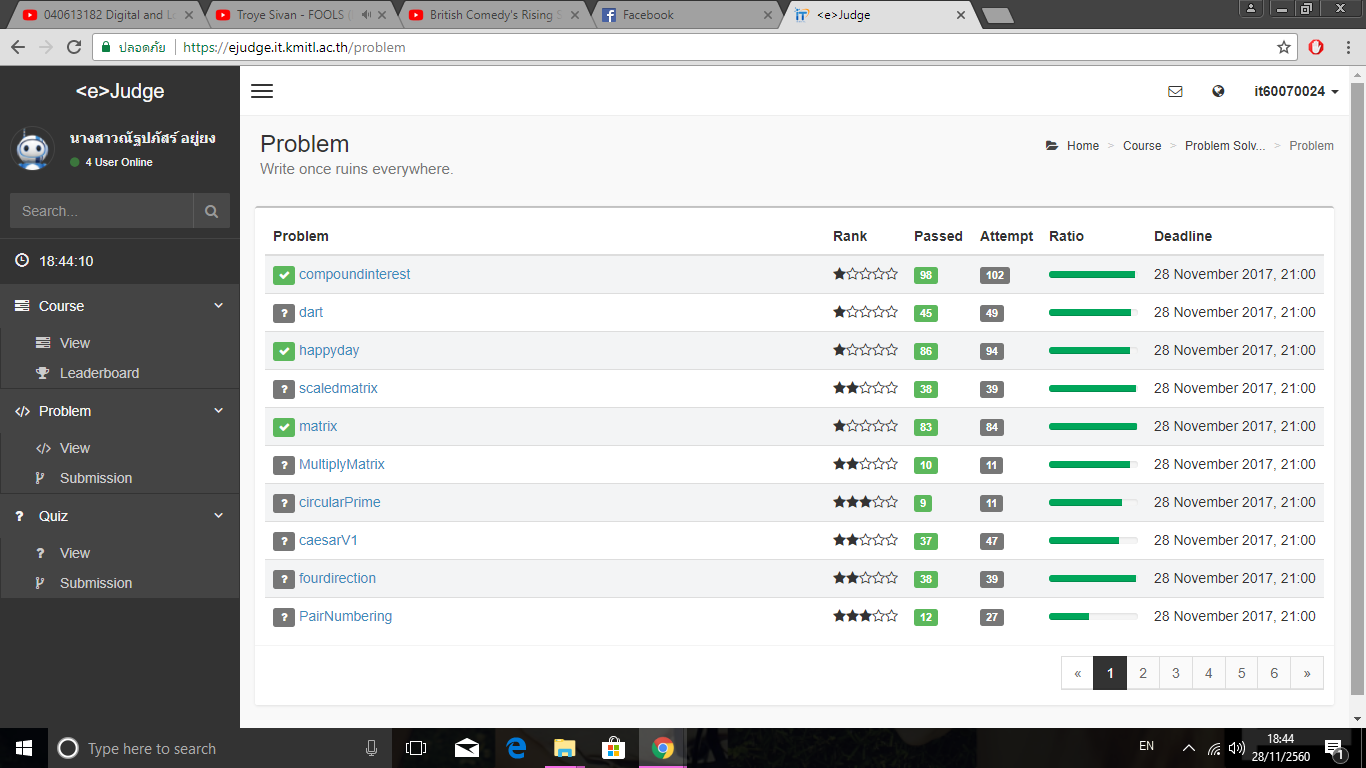 040613182 Digital and Lo
Troye Sivan - FOOLS (
British Comedy's Rising S
Facebook
<e>Judge
ปลอดภัย https://ejudge.it.kmitl.ac.th/problem
<e>Judge
it60070024
นางสาวณัฐปภัสร์ อยู่ยง
4 User Online
Search...
18:44:10
Course
View
Leaderboard
Problem
View
Submission
Quiz
View
Submission
Problem
Write once ruins everywhere.
Home > Course > Problem Solv... > Problem
Problem Rank Passed Attempt Ratio Deadline
compoundinterest 98 102 28 November 2017, 21:00
? dart 45 49 28 November 2017, 21:00
happyday 86 94 28 November 2017, 21:00
? scaledmatrix 38 39 28 November 2017, 21:00
matrix 83 84 28 November 2017, 21:00
? MultiplyMatrix 10 11 28 November 2017, 21:00
? circularPrime 9 11 28 November 2017, 21:00
? caesarV1 37 47 28 November 2017, 21:00
? fourdirection 38 39 28 November 2017, 21:00
? PairNumbering 12 27 28 November 2017, 21:00
« 1 2 3 4 5 6 »
Type here to search
EN
18:44
28/11/2560
1